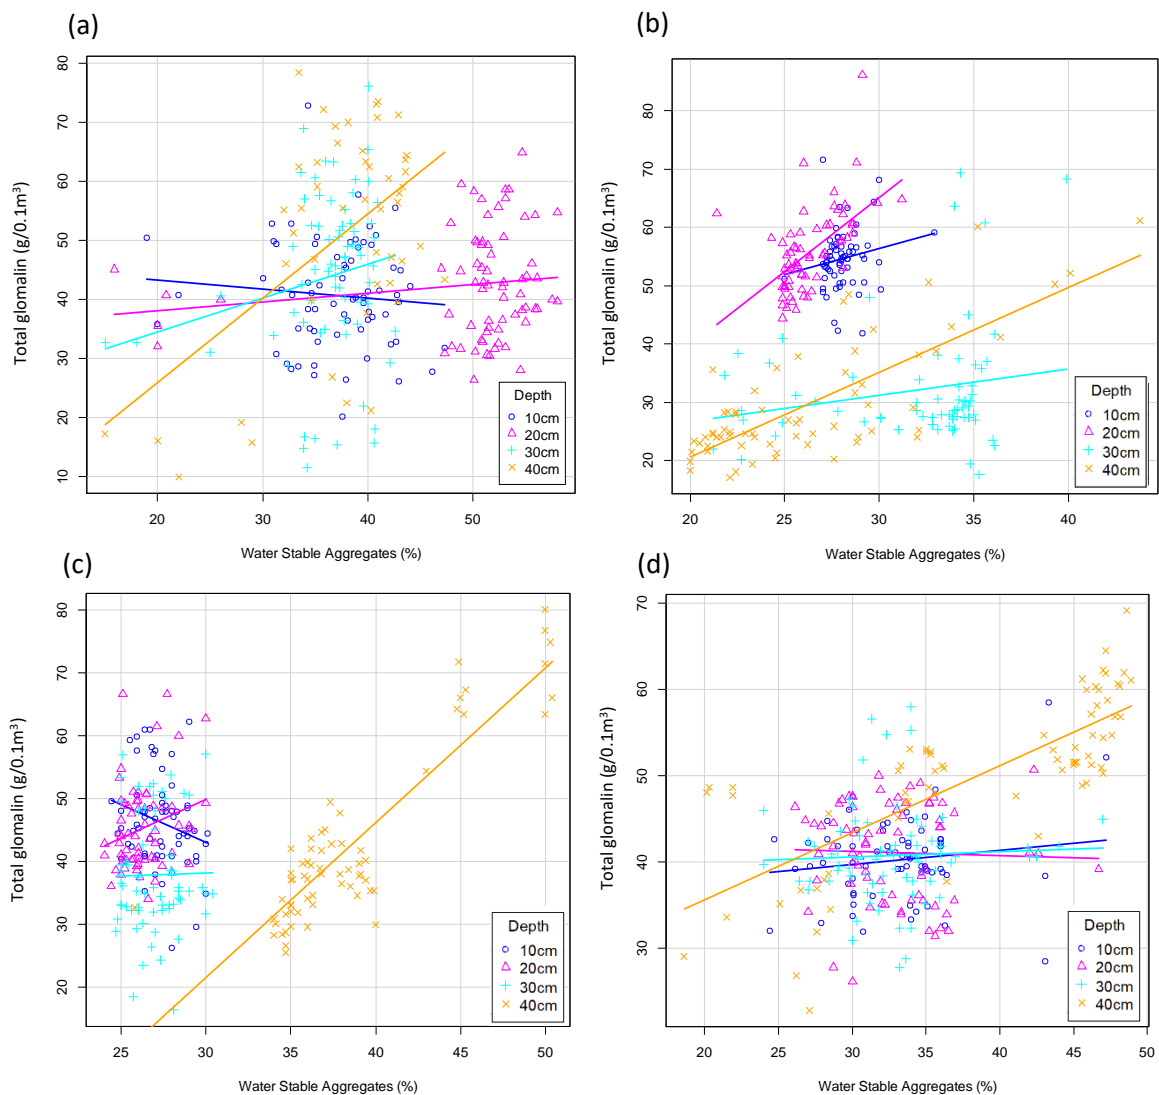 (a)
80
70
60
50
40
30
20
10
Total glomalin (g/0.1m³)
20 30 40 50
Water Stable Aggregates (%)
Depth
10cm
20cm
30cm
40cm
(b)
80
70
60
50
40
30
20
Total glomalin (g/0.1m³)
20 25 30 35 40
Water Stable Aggregates (%)
Depth
10cm
20cm
30cm
40cm
(c)
80
70
60
50
40
30
20
Total glomalin (g/0.1m³)
25 30 35 40 45 50
Water Stable Aggregates (%)
Depth
10cm
20cm
30cm
40cm
(d)
70
60
50
40
30
Total glomalin (g/0.1m³)
20 25 30 35 40 45 50
Water Stable Aggregates (%)
Depth
10cm
20cm
30cm
40cm